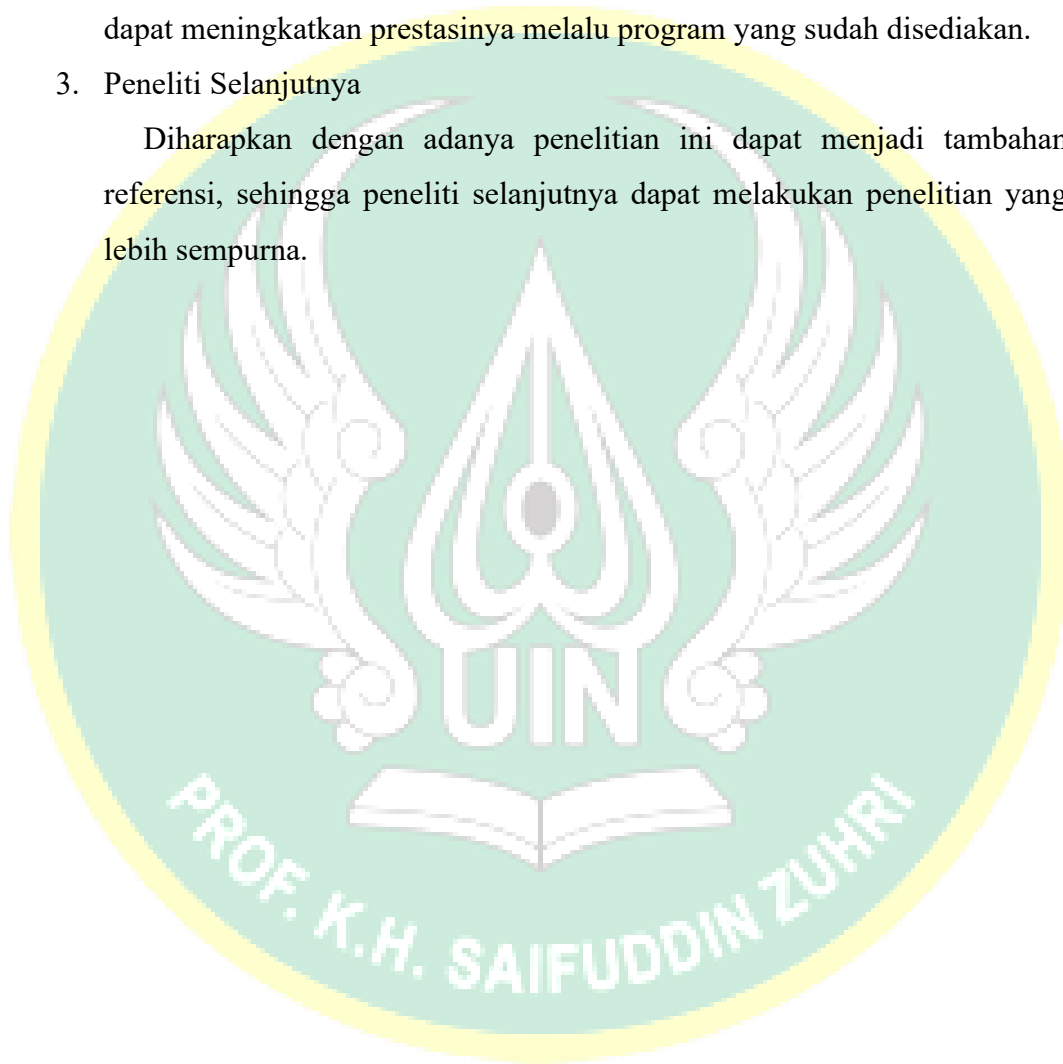 dapat meningkatkan prestasinya melalu program yang sudah disediakan.
3. Peneliti Selanjutnya
Diharapkan dengan adanya penelitian ini dapat menjadi tambahan
referensi, sehingga peneliti selanjutnya dapat melakukan penelitian yang
lebih sempurna.
UIN
PROF. K.H. SAIFUDDIN ZUHRI